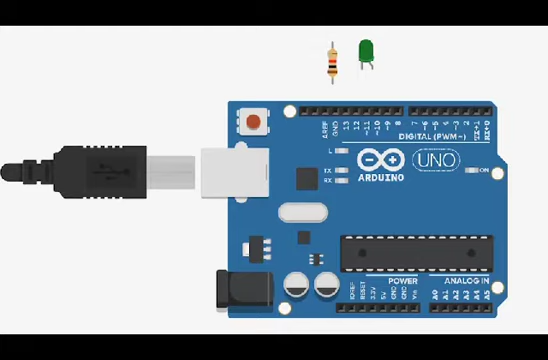 AREF GND 13 12 ~11 ~10 ~9 8 7 ~6 ~5 4 ~3 2 TX→1 RX←0
DIGITAL (PWM~)
L
TX
RX
ARDUINO
UNO
ON
POWER
ANALOG IN
IOREF RESET 3.3V 5V GND GND Vin A0 A1 A2 A3 A4 A5